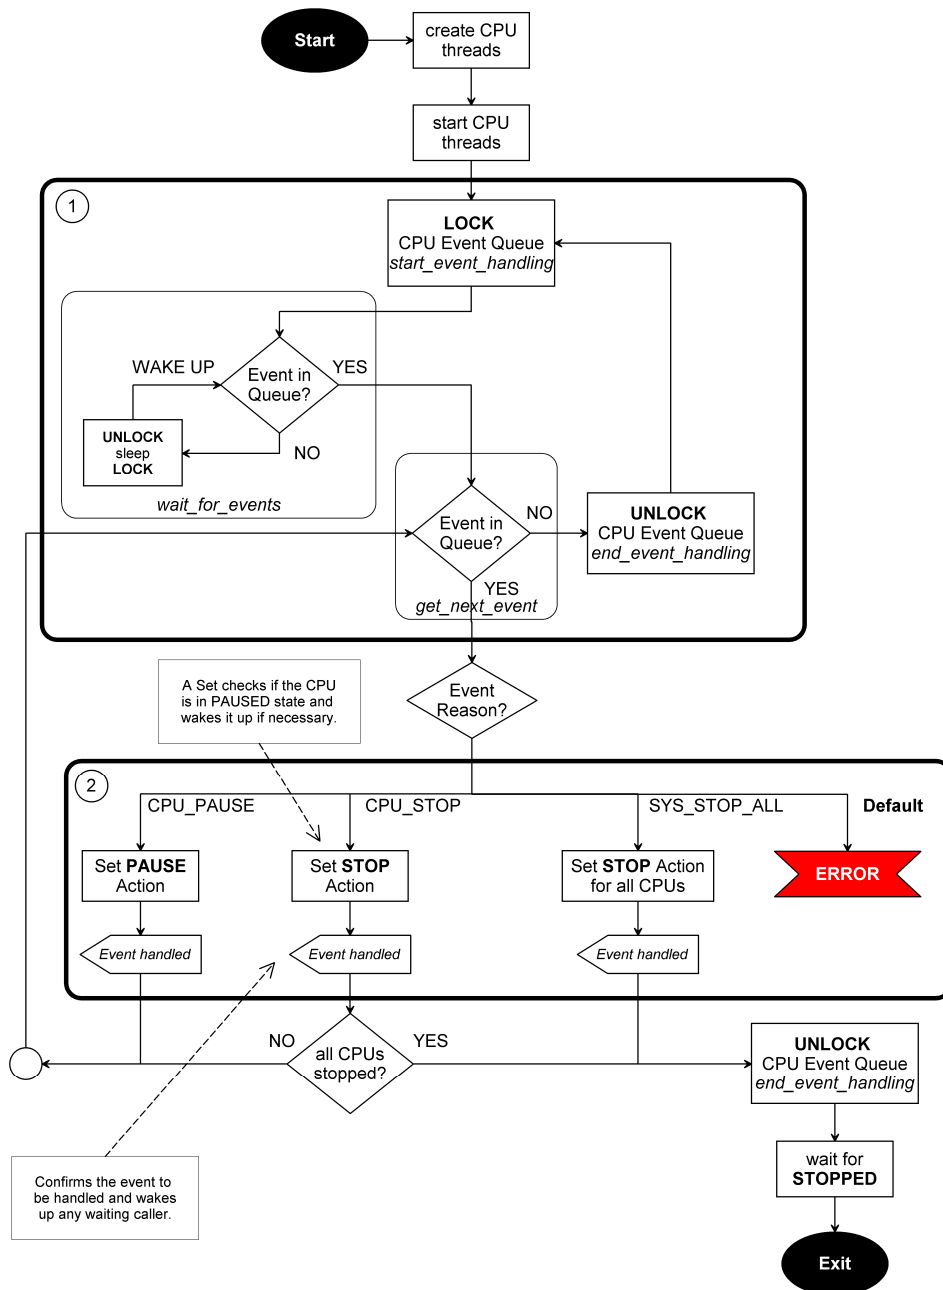 Start
create CPU
threads
start CPU
threads
1
LOCK
CPU Event Queue
start_event_handling
WAKE UP
Event in
Queue?
YES
UNLOCK
sleep
LOCK
NO
wait_for_events
Event in
Queue?
NO
UNLOCK
CPU Event Queue
end_event_handling
YES
get_next_event
A Set checks if the CPU
is in PAUSED state and
wakes it up if necessary.
Event
Reason?
2
CPU_PAUSE
CPU_STOP
SYS_STOP_ALL
Default
Set PAUSE
Action
Set STOP
Action
Set STOP Action
for all CPUs
ERROR
Event handled
Event handled
Event handled
NO
all CPUs
stopped?
YES
UNLOCK
CPU Event Queue
end_event_handling
Confirms the event to
be handled and wakes
up any waiting caller.
wait for
STOPPED
Exit